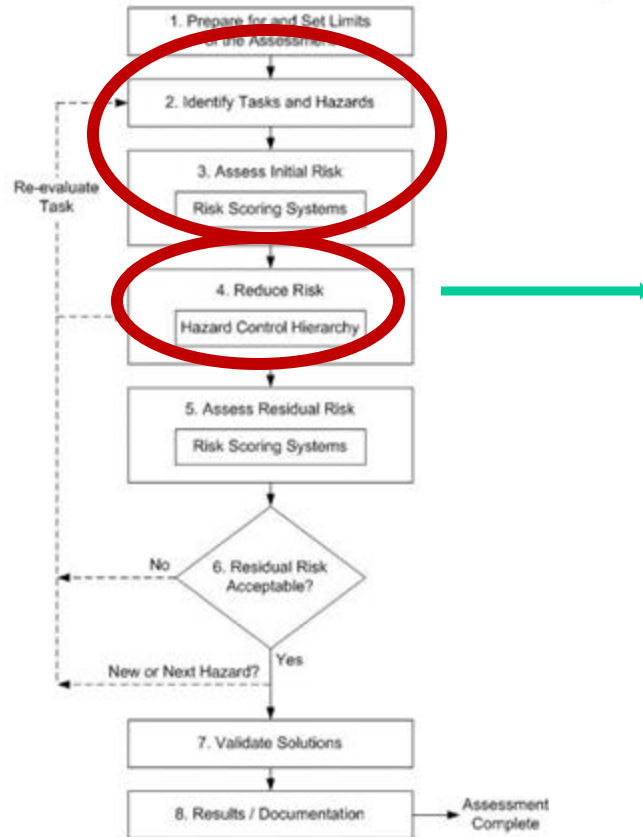 1. Prepare for and Set Limits
of the Assessment
2. Identify Tasks and Hazards
3. Assess Initial Risk
Re-evaluate
Task
Risk Scoring Systems
4. Reduce Risk
Hazard Control Hierarchy
5. Assess Residual Risk
Risk Scoring Systems
No
6. Residual Risk
Acceptable?
Yes
New or Next Hazard?
7. Validate Solutions
8. Results / Documentation
Assessment
Complete